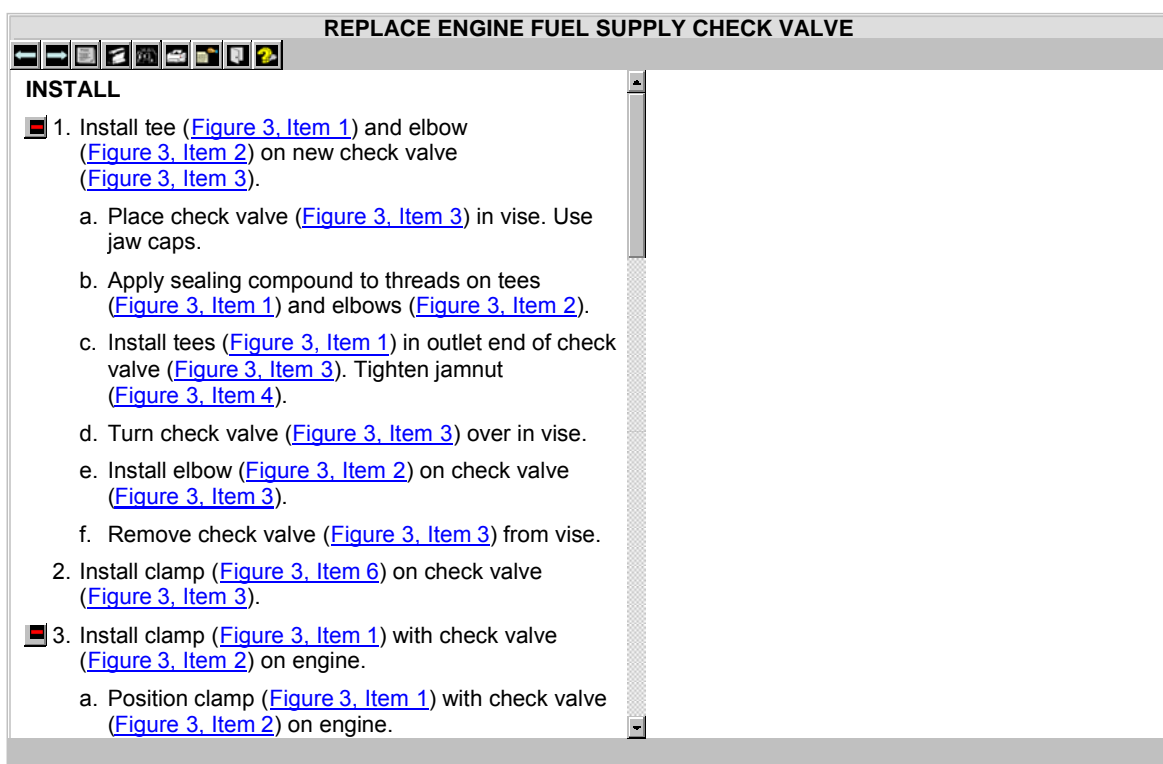 REPLACE ENGINE FUEL SUPPLY CHECK VALVE
INSTALL
1. Install tee (Figure 3, Item 1) and elbow
(Figure 3, Item 2) on new check valve
(Figure 3, Item 3).
a. Place check valve (Figure 3, Item 3) in vise. Use
jaw caps.
b. Apply sealing compound to threads on tees
(Figure 3, Item 1) and elbows (Figure 3, Item 2).
c. Install tees (Figure 3, Item 1) in outlet end of check
valve (Figure 3, Item 3). Tighten jamnut
(Figure 3, Item 4).
d. Turn check valve (Figure 3, Item 3) over in vise.
e. Install elbow (Figure 3, Item 2) on check valve
(Figure 3, Item 3).
f. Remove check valve (Figure 3, Item 3) from vise.
2. Install clamp (Figure 3, Item 6) on check valve
(Figure 3, Item 3).
3. Install clamp (Figure 3, Item 1) with check valve
(Figure 3, Item 2) on engine.
a. Position clamp (Figure 3, Item 1) with check valve
(Figure 3, Item 2) on engine.